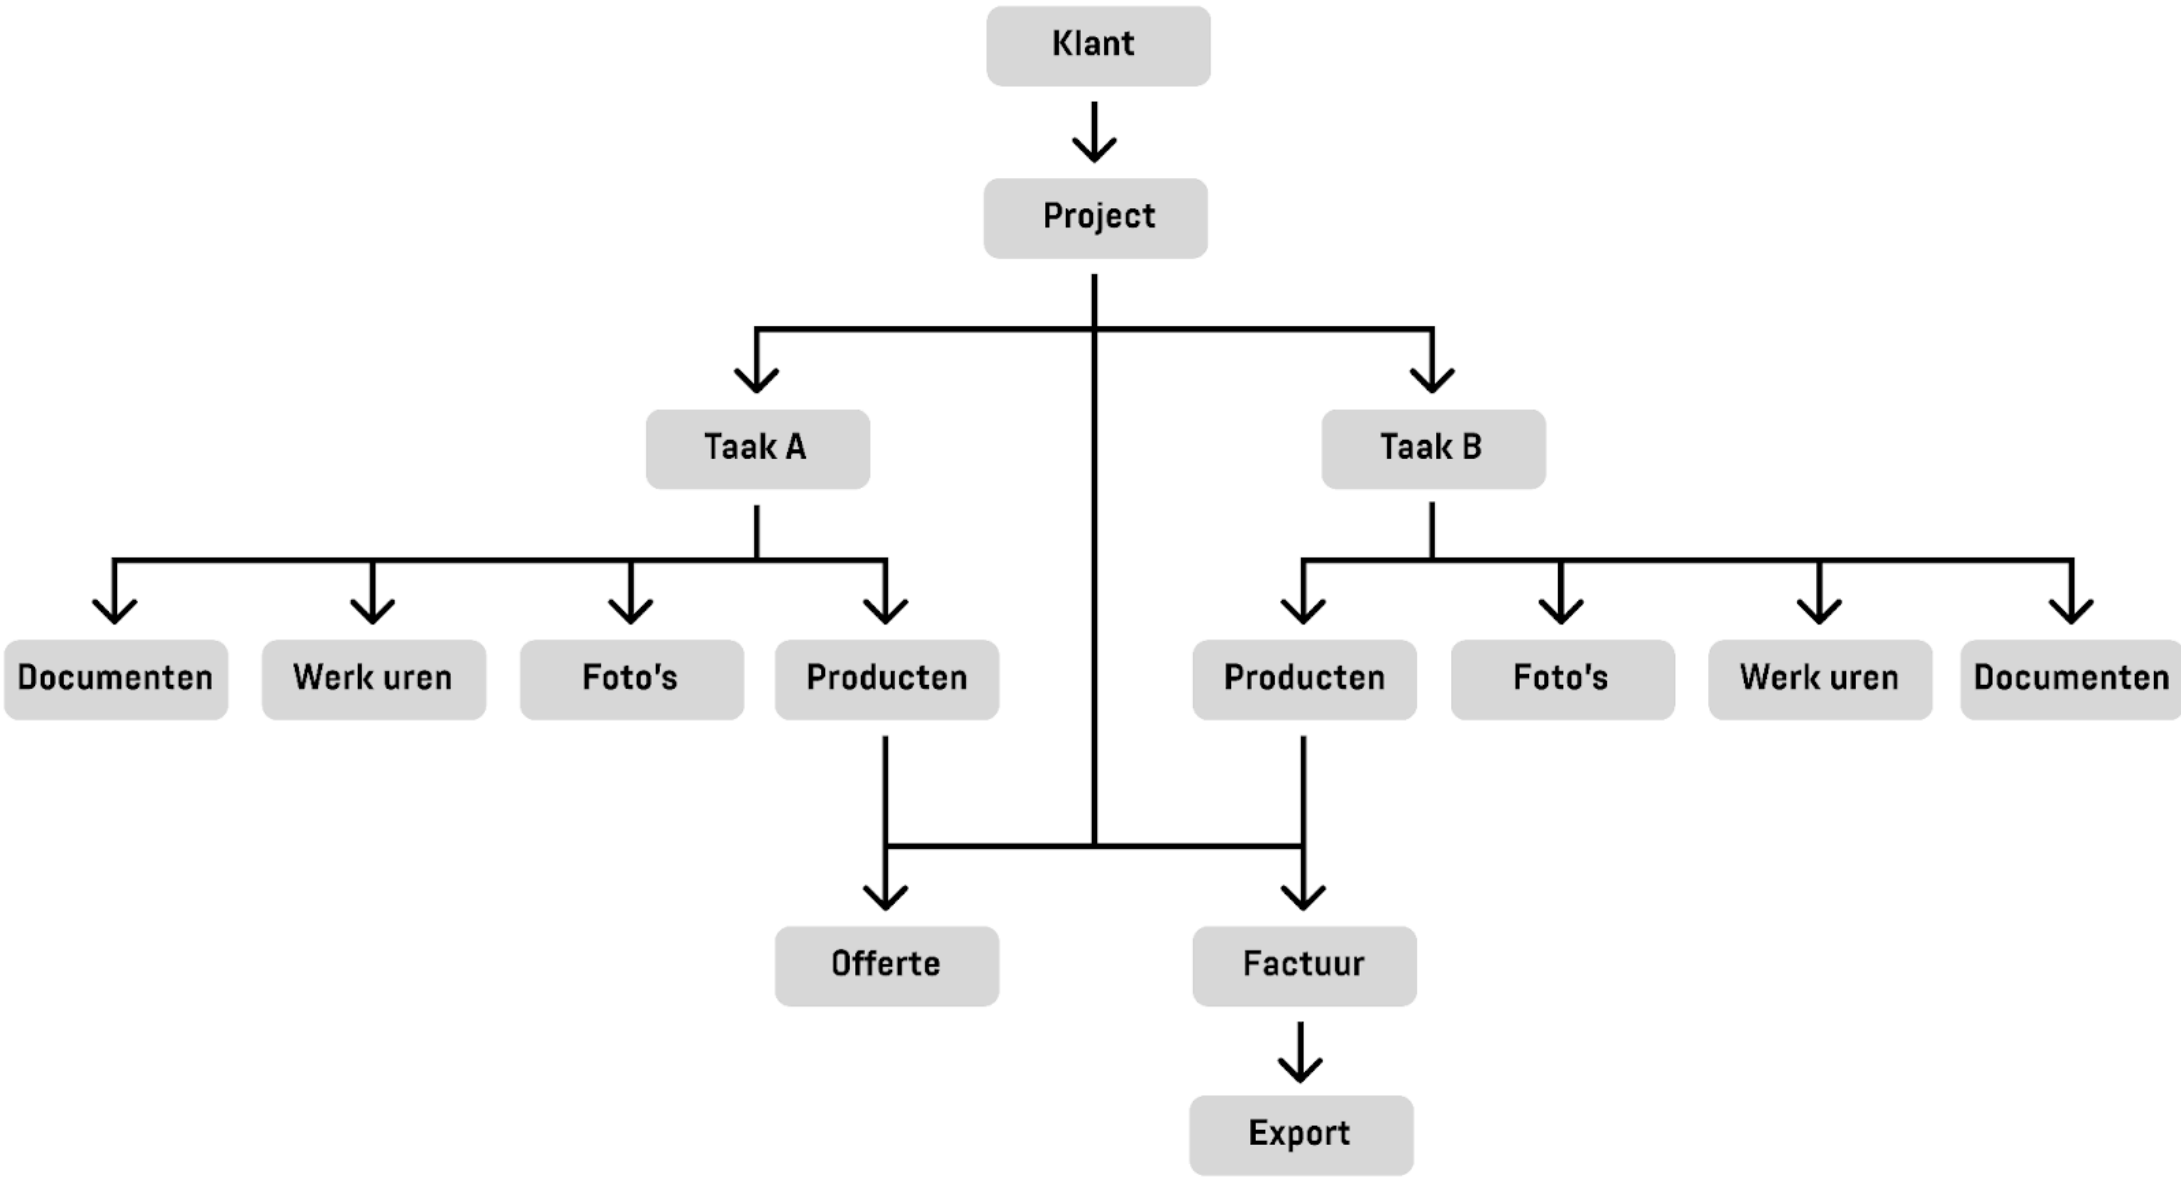 Klant
Project
Taak A
Taak B
Documenten
Werk uren
Foto's
Producten
Producten
Foto's
Werk uren
Documenten
Offerte
Factuur
Export